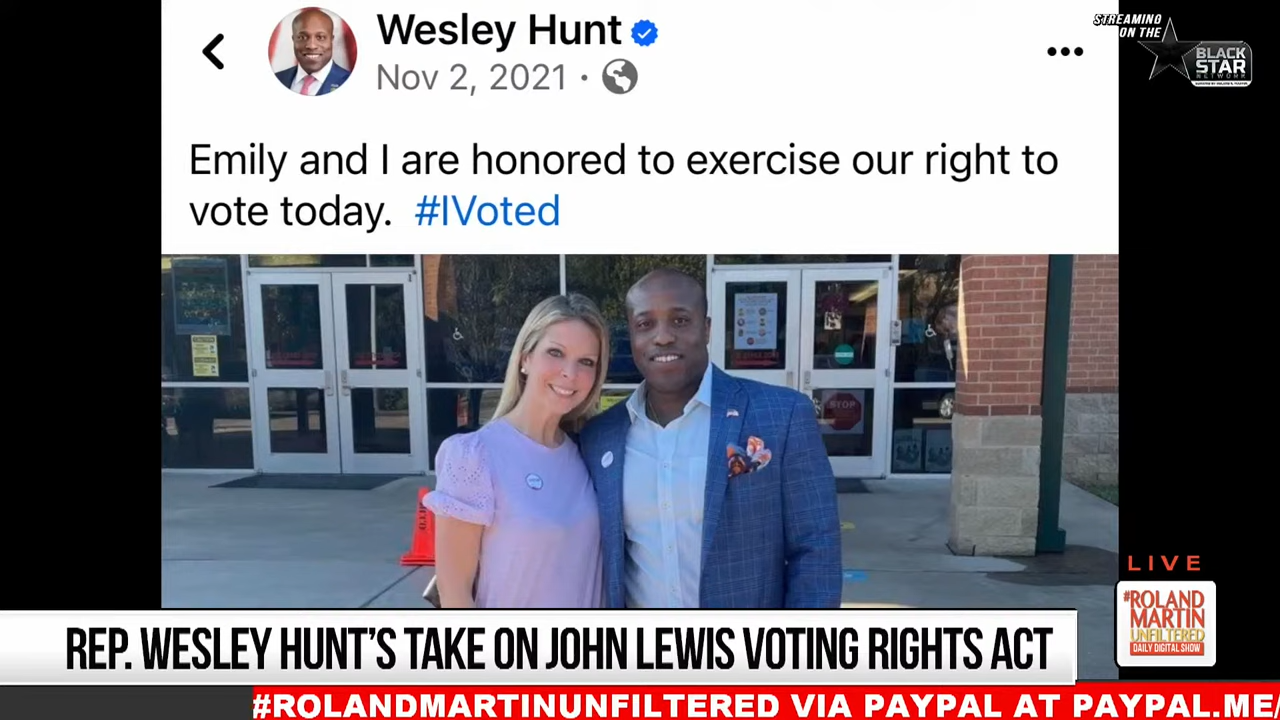 Wesley Hunt
Nov 2, 2021 ·
STREAMING
ON THE
BLACK
STAR
NETWORK
Emily and I are honored to exercise our right to
vote today. #IVoted
STOP
LIVE
#ROLAND
MARTIN
UNFILTERED
DAILY DIGITAL SHOW
REP. WESLEY HUNT'S TAKE ON JOHN LEWIS VOTING RIGHTS ACT
#ROLANDMARTINUNFILTERED VIA PAYPAL AT PAYPAL.ME/